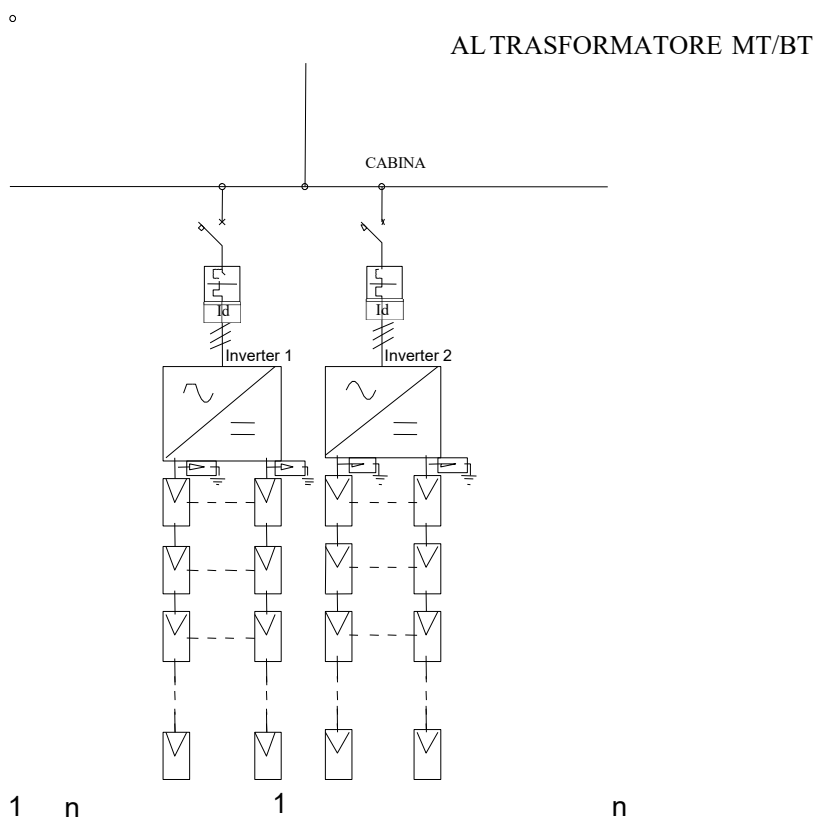 AL TRASFORMATORE MT/BT
CABINA
Id Id
Inverter 1 Inverter 2
1 n 1 n